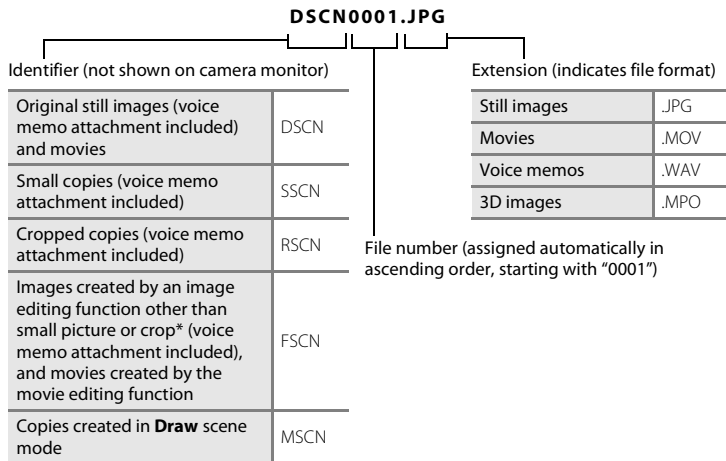 DSCN0001.JPG
Identifier (not shown on camera monitor)
Original still images (voice
memo attachment included)
and movies
DSCN
Small copies (voice memo
attachment included)
SSCN
Cropped copies (voice memo
attachment included)
RSCN
Images created by an image
editing function other than
small picture or crop* (voice
memo attachment included),
and movies created by the
movie editing function
FSCN
Copies created in Draw scene
mode
MSCN
Extension (indicates file format)
Still images
.JPG
Movies
.MOV
Voice memos
.WAV
3D images
.MPO
File number (assigned automatically in
ascending order, starting with “0001”)